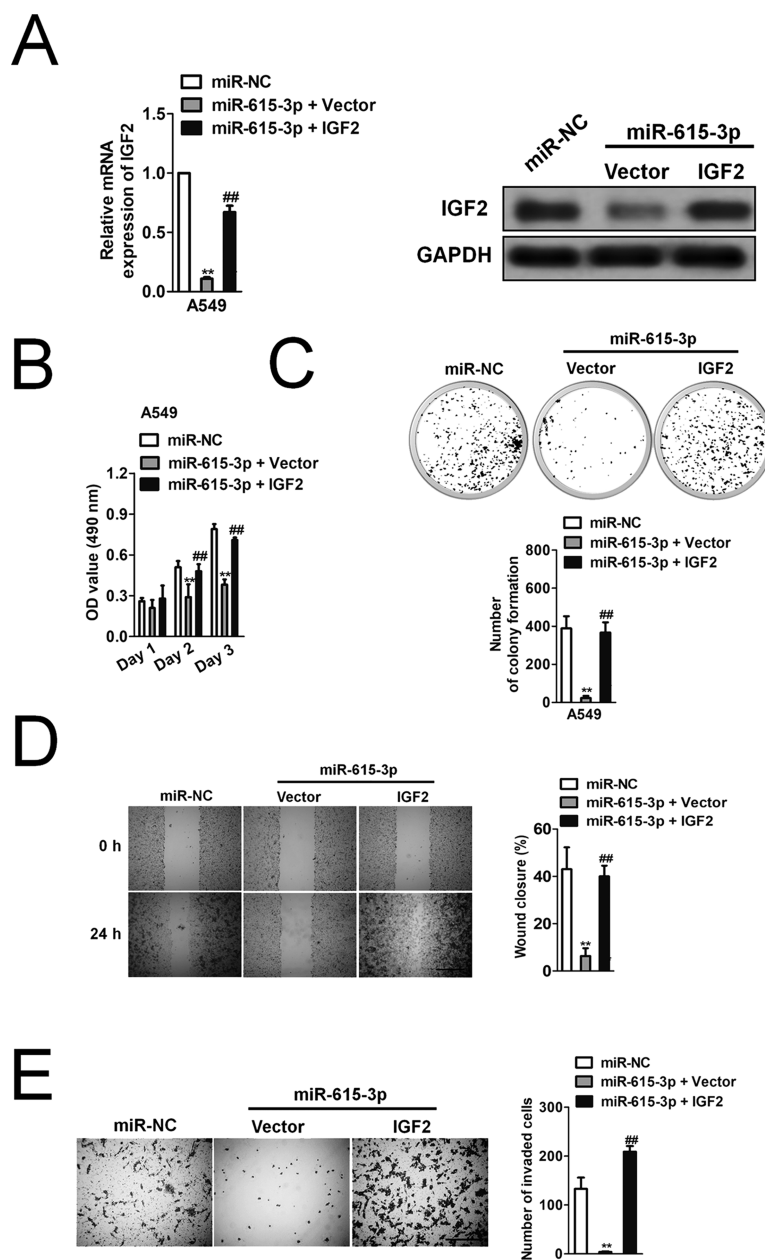 A
miR-NC
miR-615-3p + Vector
miR-615-3p + IGF2
Relative mRNA
expression of IGF2
1.5
1.0
0.5
0.0
**
##
A549
miR-NC
miR-615-3p
Vector
IGF2
IGF2
GAPDH
B
A549
miR-NC
miR-615-3p + Vector
miR-615-3p + IGF2
OD value (490 nm)
1.2
0.9
0.6
0.3
0.0
**
##
**
##
Day 1
Day 2
Day 3
C
miR-615-3p
miR-NC
Vector
IGF2
miR-NC
miR-615-3p + Vector
miR-615-3p + IGF2
Number
of colony formation
800
600
400
200
0
**
##
A549
D
miR-615-3p
miR-NC
Vector
IGF2
0 h
24 h
miR-NC
miR-615-3p + Vector
miR-615-3p + IGF2
Wound closure (%)
60
40
20
0
**
##
E
miR-615-3p
miR-NC
Vector
IGF2
miR-NC
miR-615-3p + Vector
miR-615-3p + IGF2
Number of invaded cells
300
200
100
0
**
##